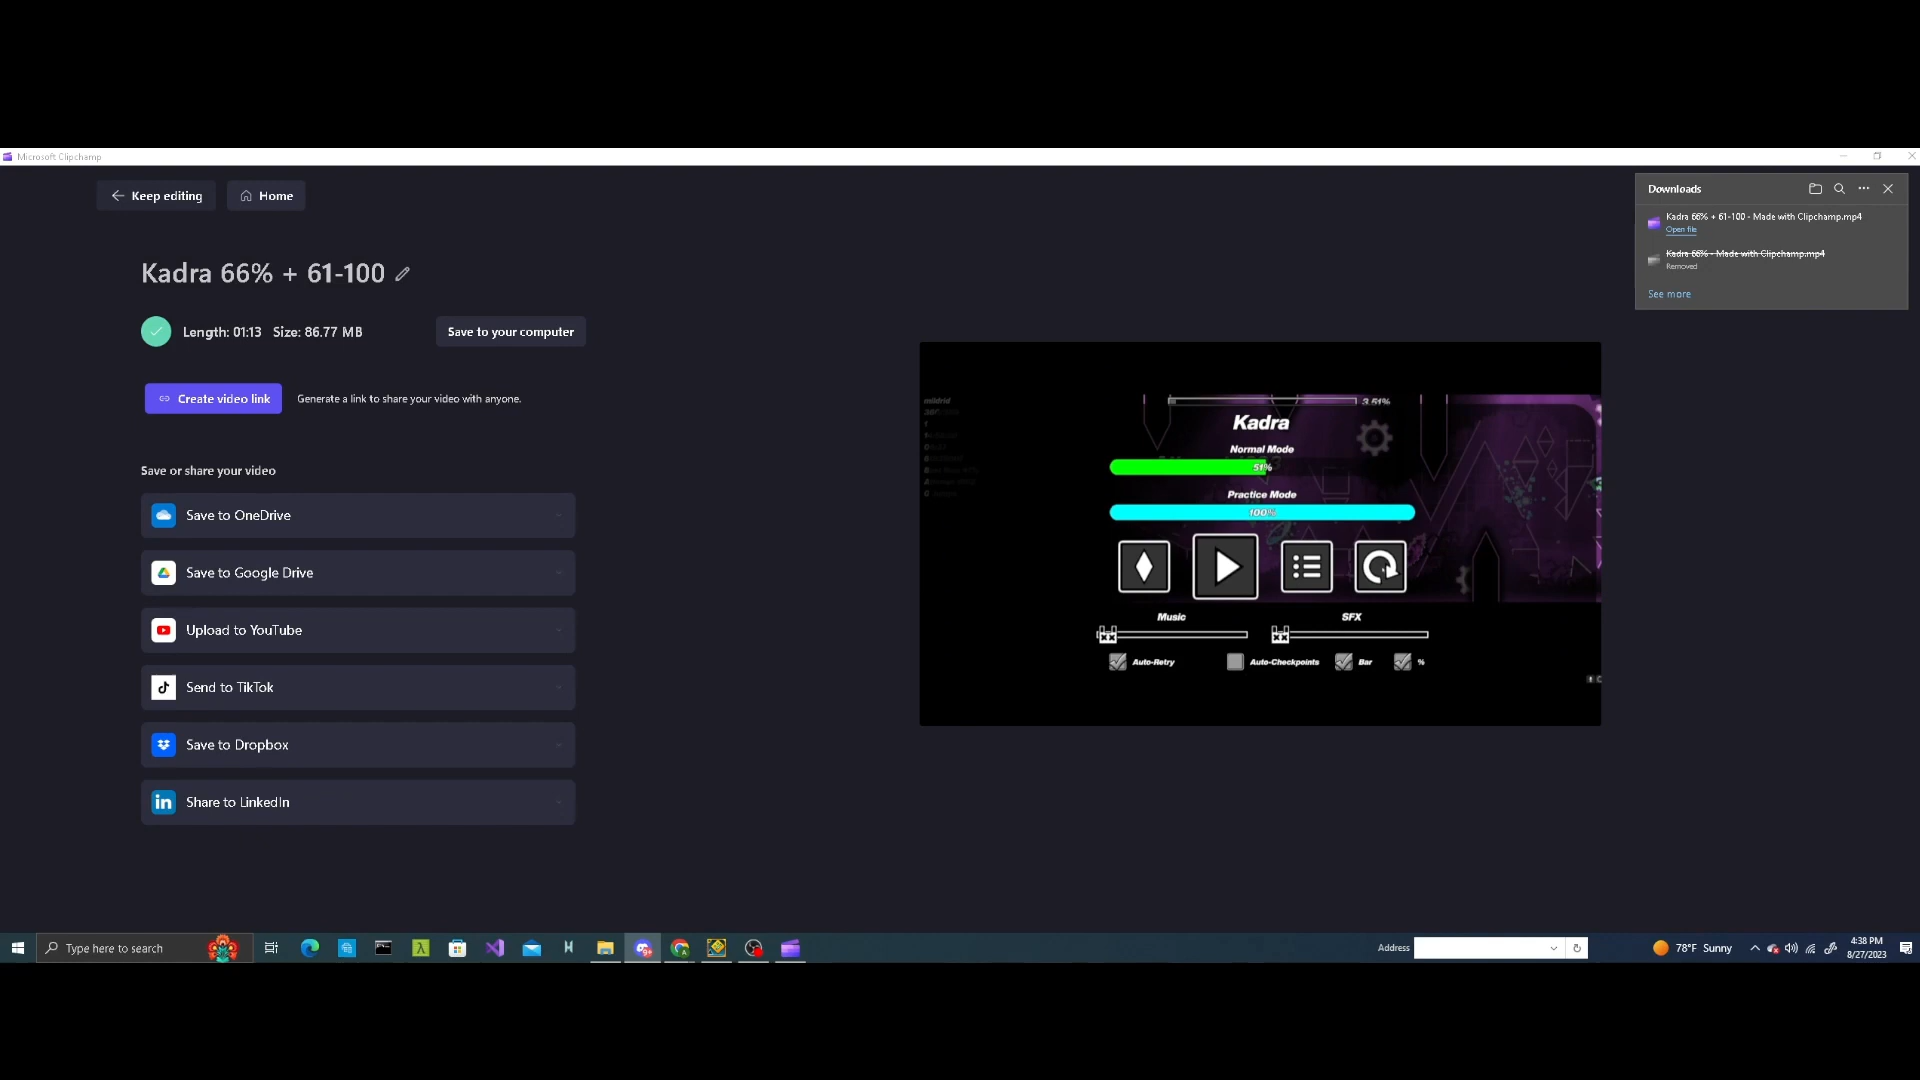 Microsoft Clipchamp
Keep editing
Home
Downloads
Kadra 66% + 61-100 - Made with Clipchamp.mp4
Open file
Kadra 66% - Made with Clipchamp.mp4
Removed
See more
Kadra 66% + 61-100
Length: 01:13 Size: 86.77 MB
Save to your computer
Create video link
Generate a link to share your video with anyone.
Save or share your video
Save to OneDrive
Save to Google Drive
Upload to YouTube
Send to TikTok
Save to Dropbox
Share to LinkedIn
3.51%
Kadra
Normal Mode
51%
Practice Mode
100%
Music
SFX
Auto-Retry
Auto-Checkpoints
Bar
%
Type here to search
Address
78°F Sunny
4:38 PM
8/27/2023